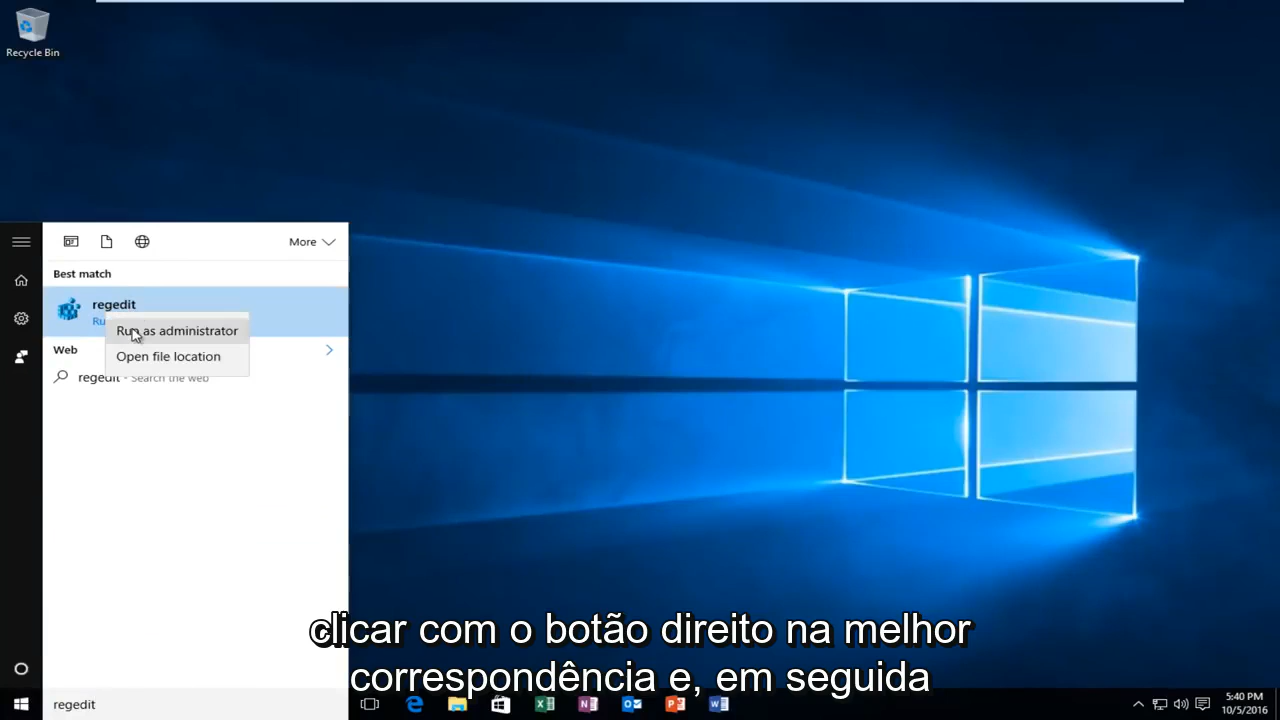 Recycle Bin
More
Best match
regedit
Run as administrator
Open file location
Web
regedit - Search the web
clicar com o botão direito na melhor
correspondência e, em seguida
regedit
5:40 PM
10/5/2016